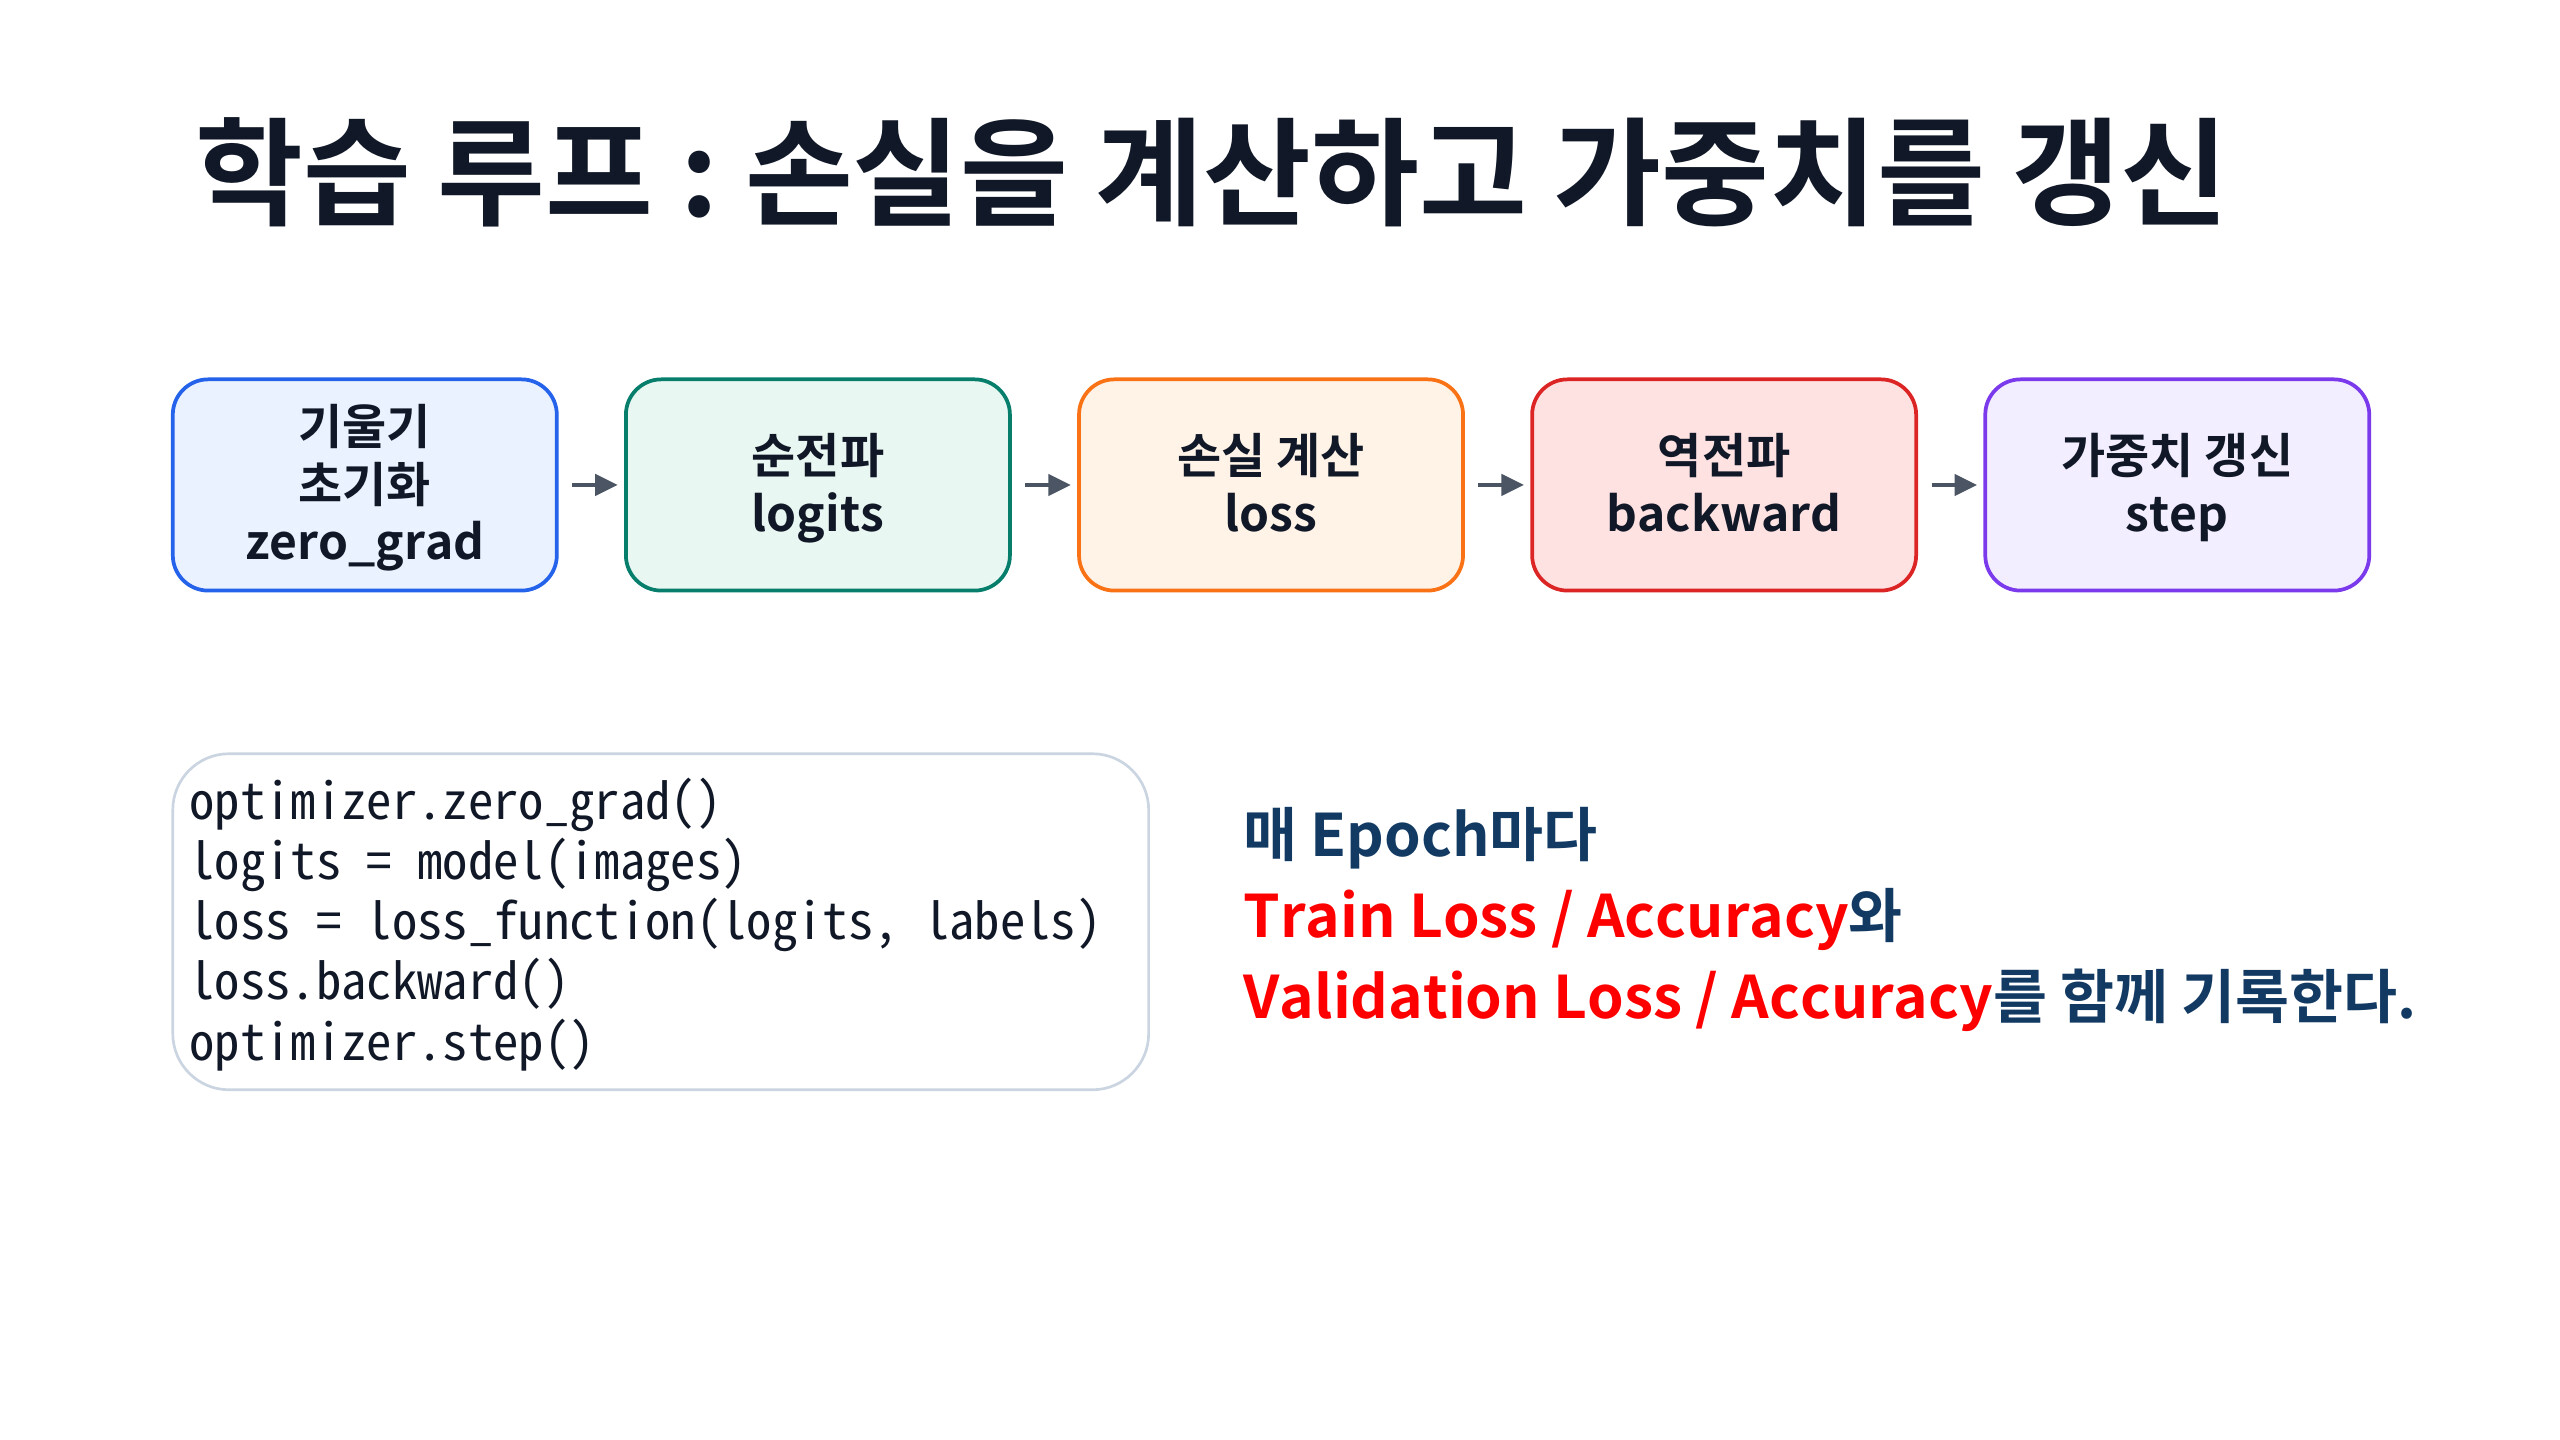 학습 루프 : 손실을 계산하고 가중치를 갱신
기울기
초기화
zero_grad
순전파
logits
손실 계산
loss
역전파
backward
가중치 갱신
step
optimizer.zero_grad()
logits = model(images)
loss = loss_function(logits, labels)
loss.backward()
optimizer.step()
매 Epoch마다
Train Loss / Accuracy와
Validation Loss / Accuracy를 함께 기록한다.